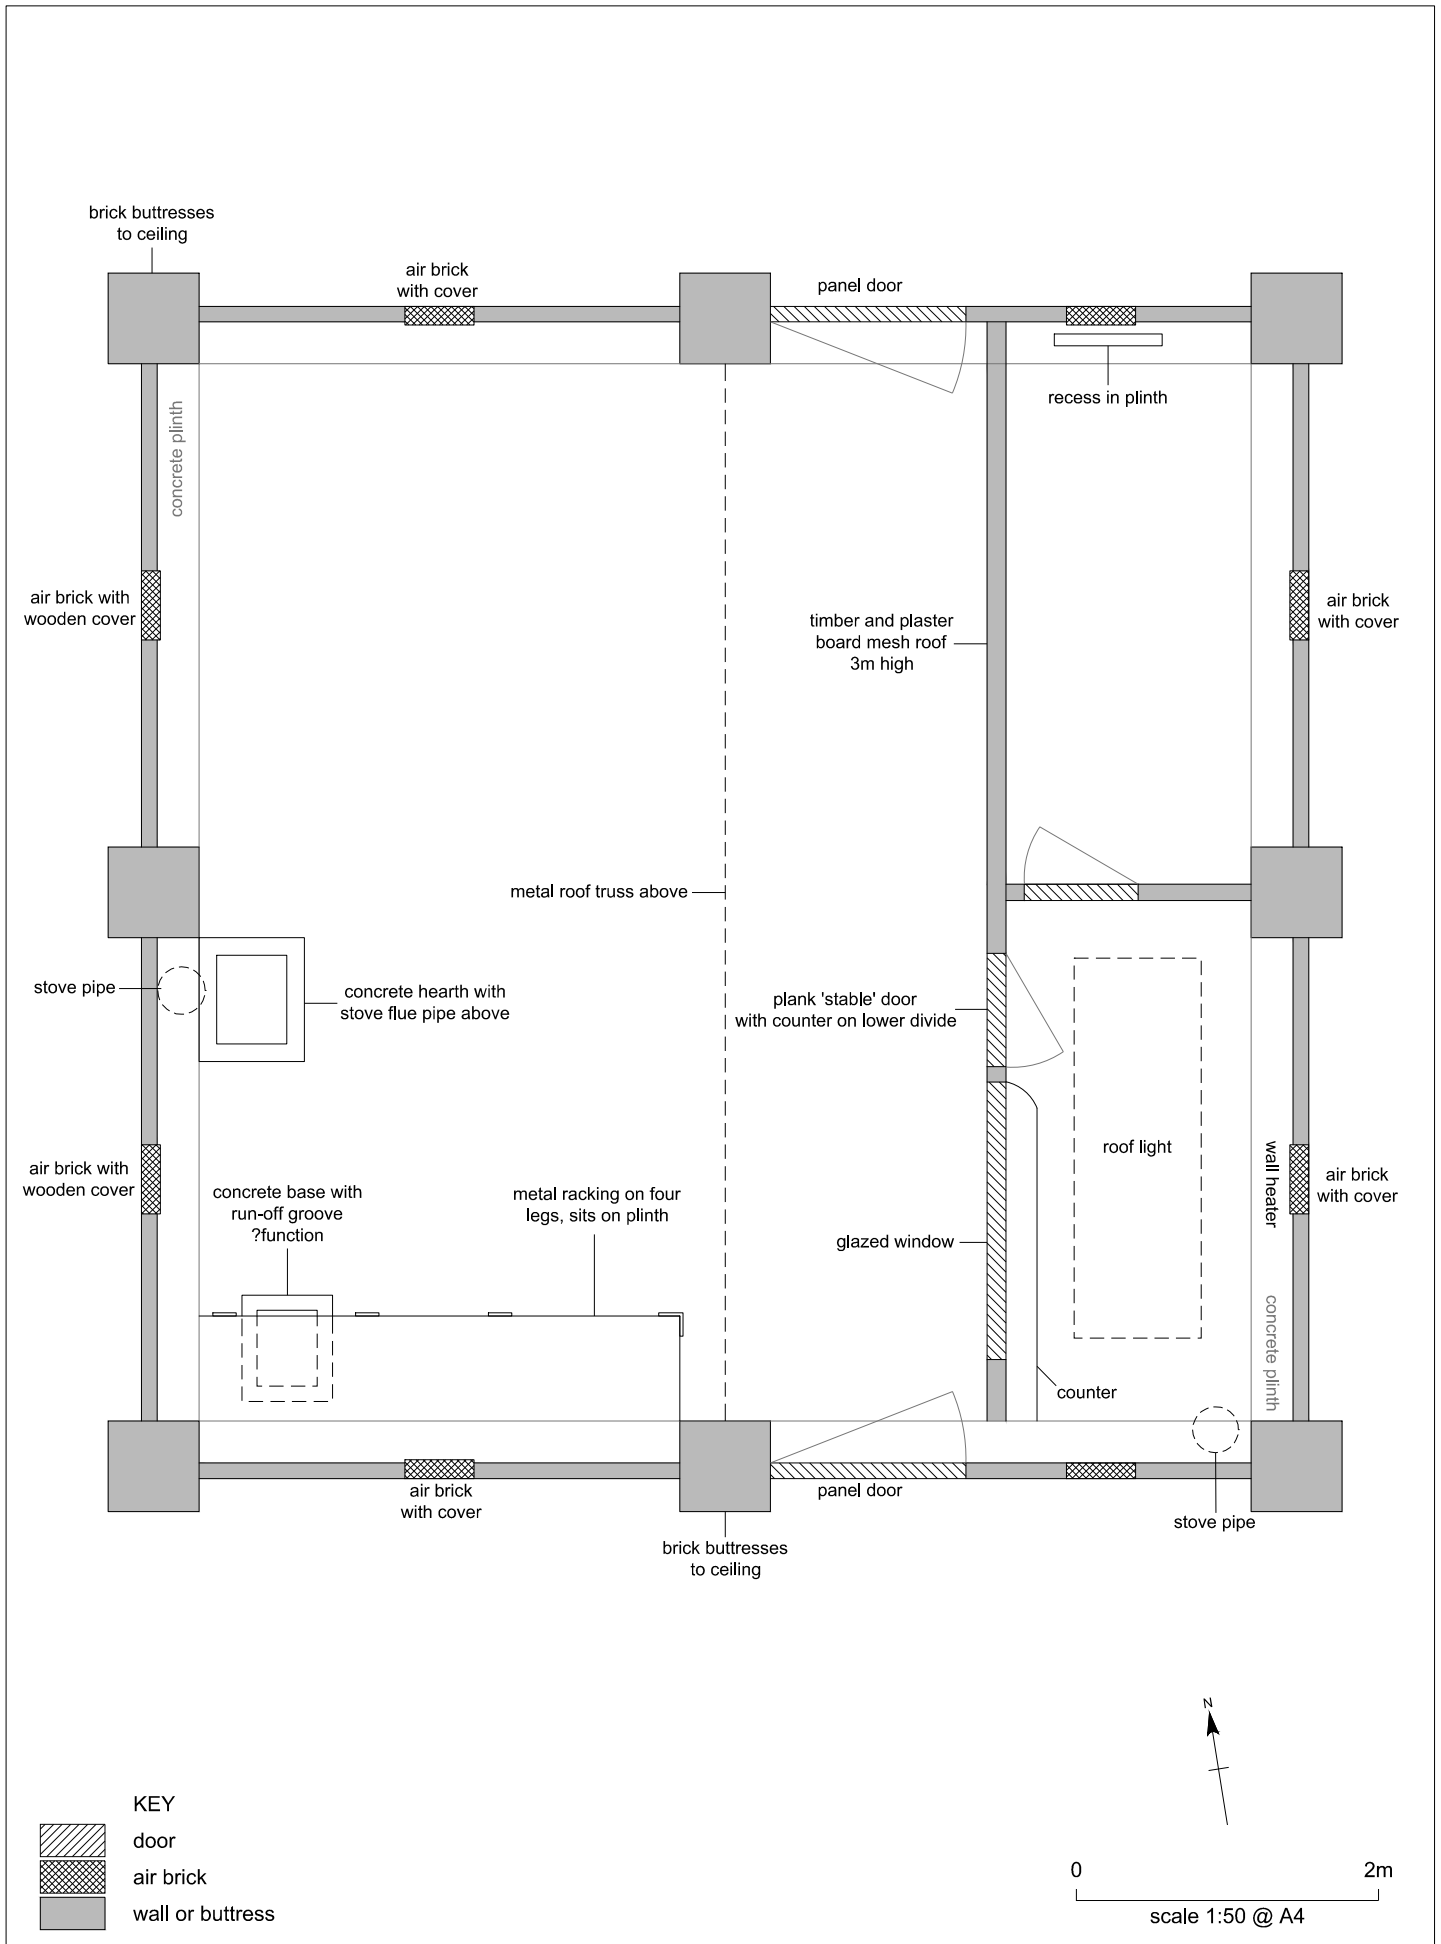 brick buttresses
to ceiling
air brick
with cover
panel door
recess in plinth
concrete plinth
air brick with
wooden cover
timber and plaster
board mesh roof
3m high
air brick
with cover
metal roof truss above
stove pipe
concrete hearth with
stove flue pipe above
plank 'stable' door
with counter on lower divide
roof light
wall heater
air brick with
wooden cover
concrete base with
run-off groove
?function
metal racking on four
legs, sits on plinth
air brick
with cover
glazed window
concrete plinth
counter
air brick
with cover
panel door
stove pipe
brick buttresses
to ceiling
N
KEY
door
air brick
wall or buttress
0 2m
scale 1:50 @ A4